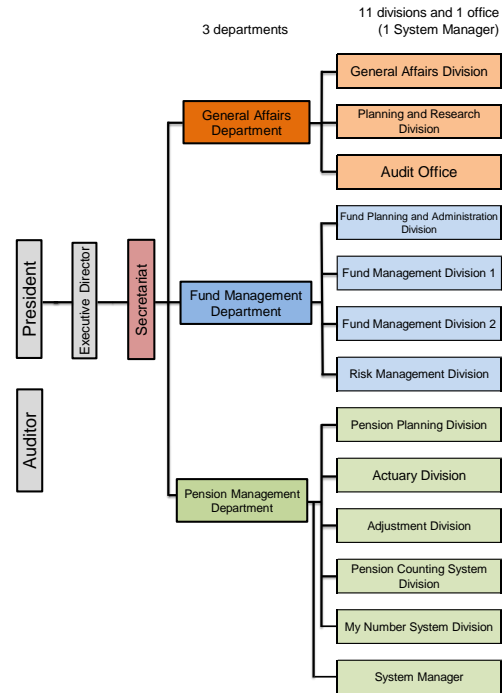 3 departments
11 divisions and 1 office
(1 System Manager)
President
Executive Director
Secretariat
Auditor
General Affairs
Department
General Affairs Division
Planning and Research
Division
Audit Office
Fund Management
Department
Fund Planning and Administration
Division
Fund Management Division 1
Fund Management Division 2
Risk Management Division
Pension Management
Department
Pension Planning Division
Actuary Division
Adjustment Division
Pension Counting System
Division
My Number System Division
System Manager